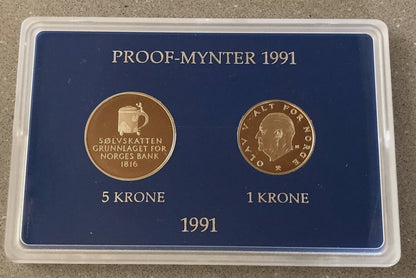 PROOF-MYNTER 1991
SØLVSKATTEN
GRUNNLAGET FOR
NORGES BANK
1816
OLAV V · ALT FOR NORGE
5 KRONE
1 KRONE
1991